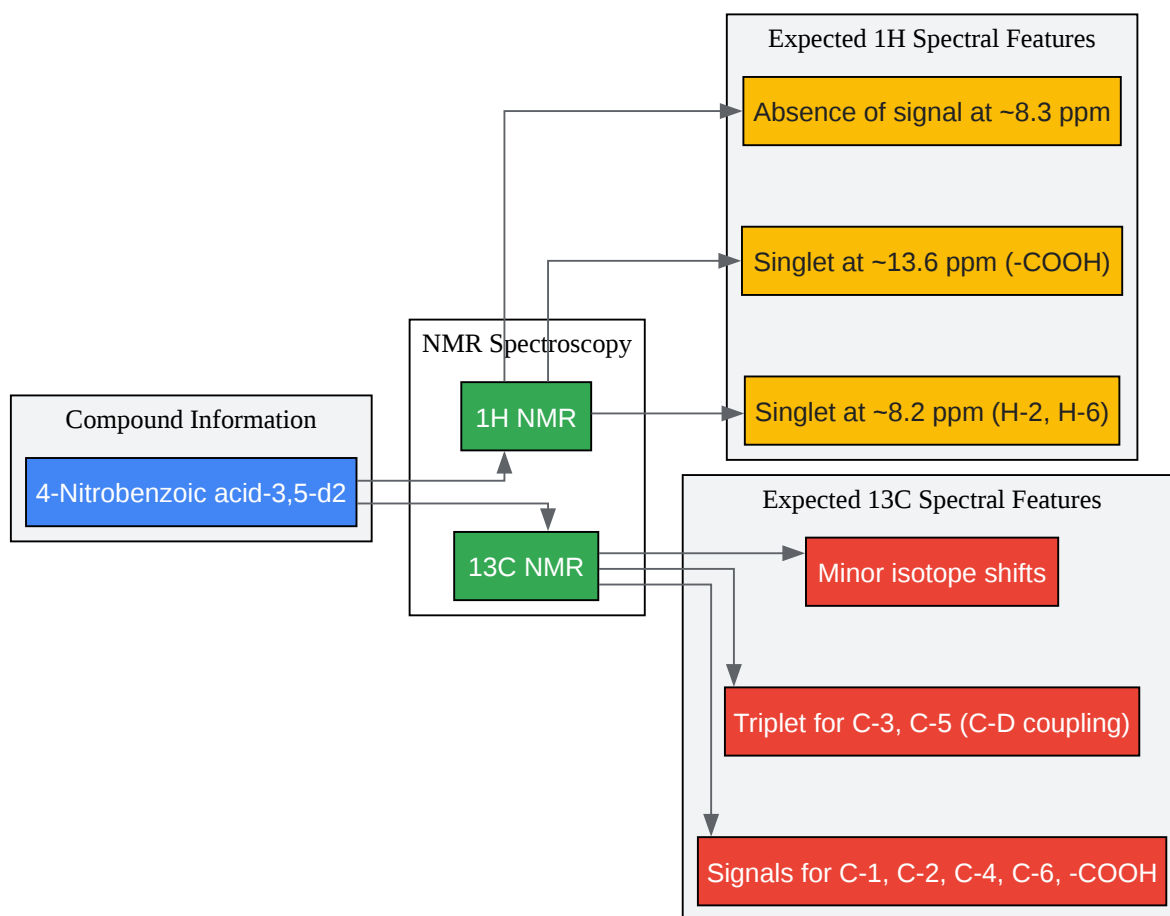 Compound Information
4-Nitrobenzoic acid-3,5-d2
NMR Spectroscopy
1H NMR
13C NMR
Expected 1H Spectral Features
Absence of signal at ~8.3 ppm
Singlet at ~13.6 ppm (-COOH)
Singlet at ~8.2 ppm (H-2, H-6)
Expected 13C Spectral Features
Minor isotope shifts
Triplet for C-3, C-5 (C-D coupling)
Signals for C-1, C-2, C-4, C-6, -COOH